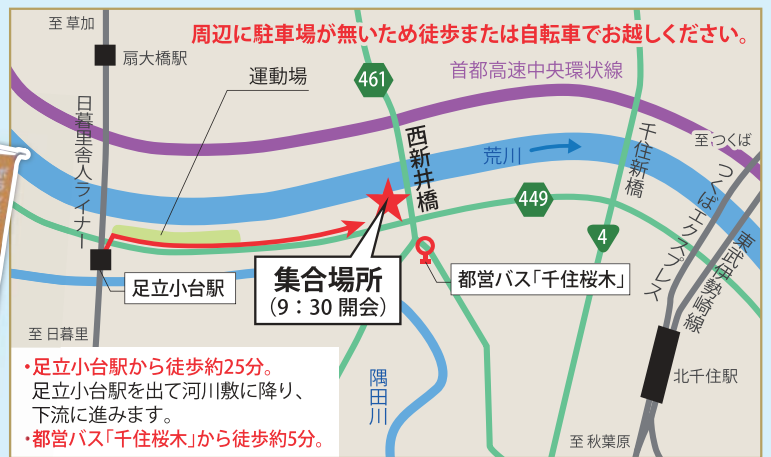 至 草加
周辺に駐車場が無いため徒歩または自転車でお越しください。
扇大橋駅
運動場
461
首都高速中央環状線
日暮里舎人ライナー
西新井橋
荒川
千住新橋
至 つくば
つくばエクスプレス
東武伊勢崎線
449
4
足立小台駅
集合場所
(9:30 開会)
都営バス「千住桜木」
至 日暮里
・足立小台駅から徒歩約25分。
足立小台駅を出て河川敷に降り、
下流に進みます。
・都営バス「千住桜木」から徒歩約5分。
隅田川
北千住駅
至 秋葉原